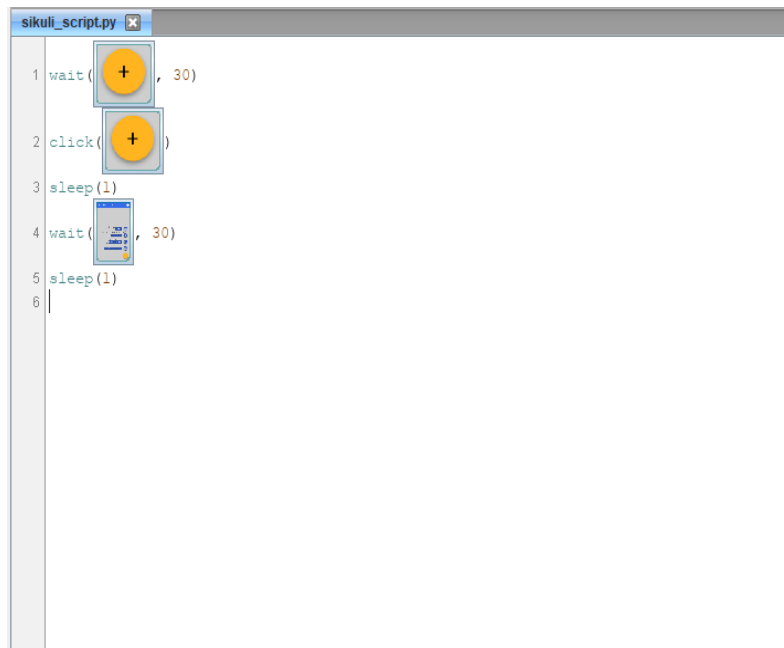 sikuli_script.py
1 wait( + , 30)
2 click( + )
3 sleep(1)
4 wait( , 30)
5 sleep(1)
6